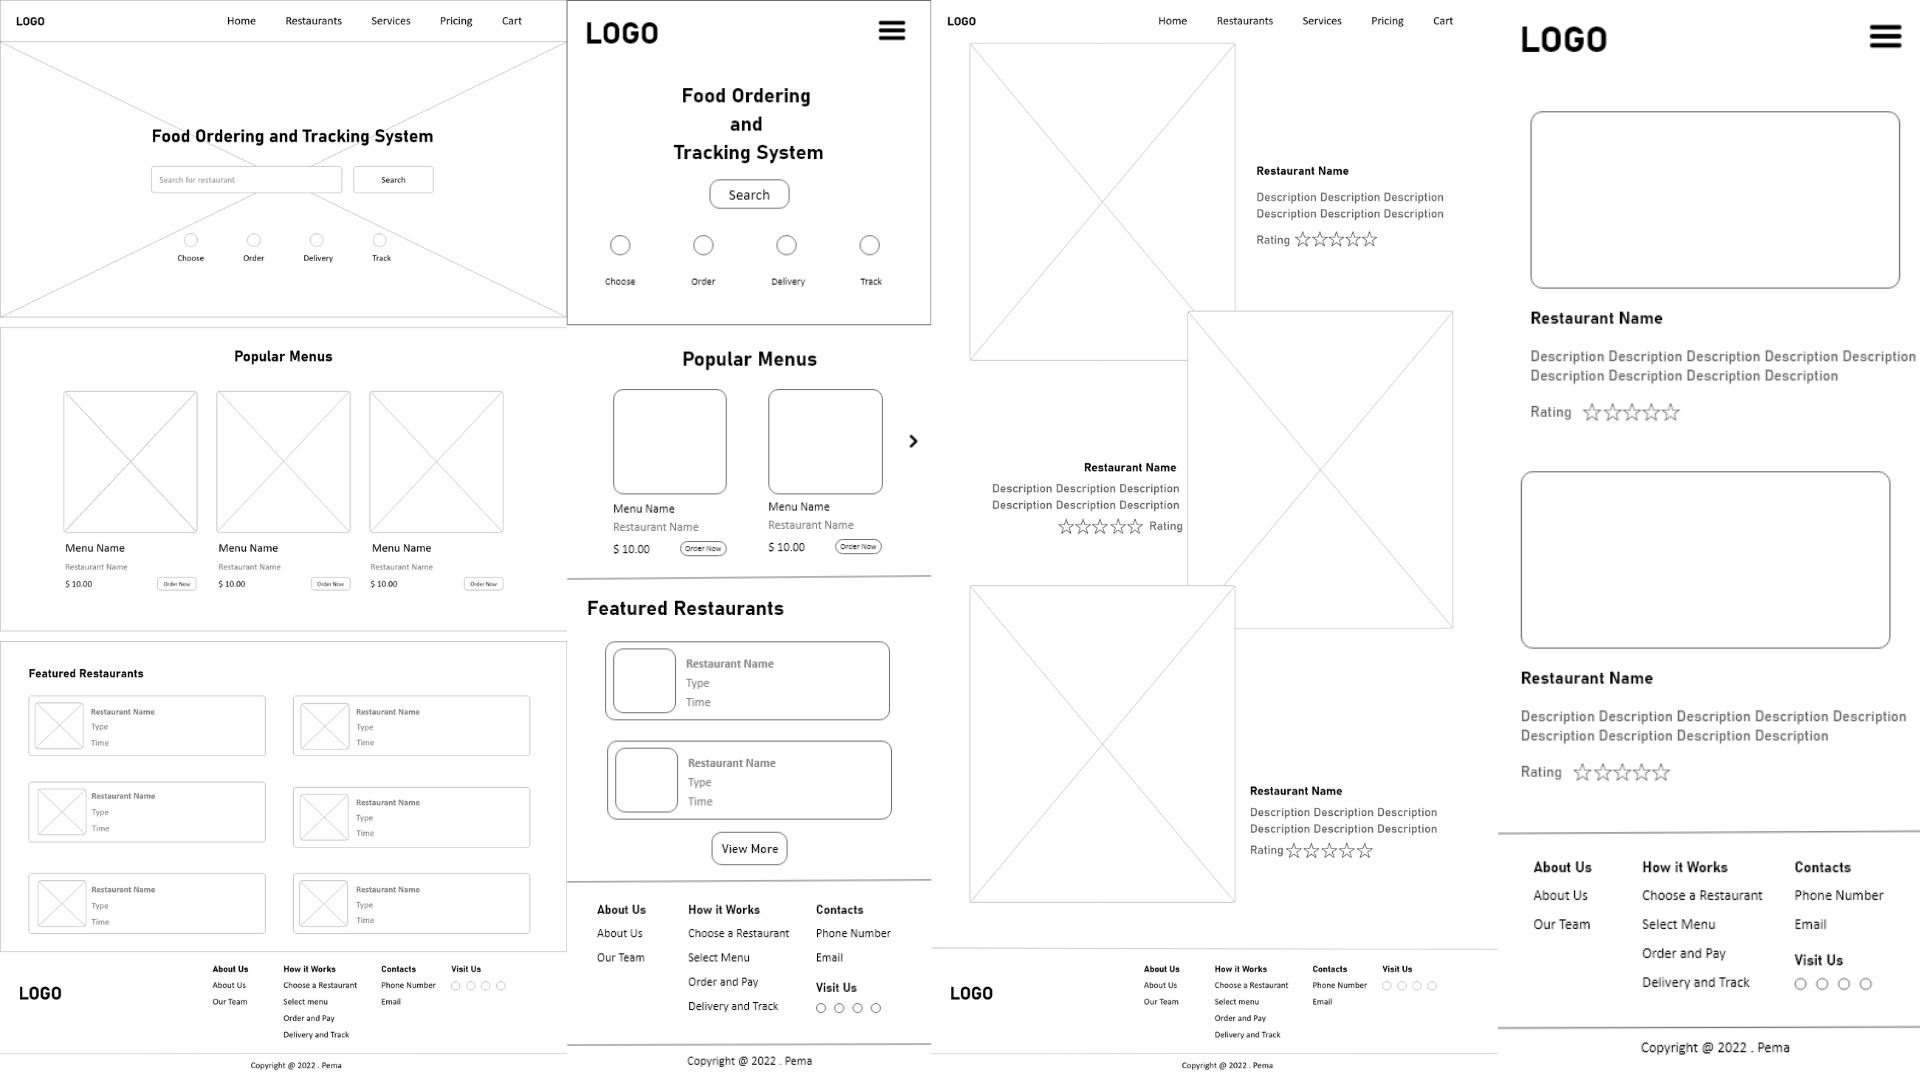 LOGO
Home Restaurants Services Pricing Cart
Food Ordering and Tracking System
Search for restaurant Search
Choose Order Delivery Track
Popular Menus
Menu Name Menu Name Menu Name
Restaurant Name Restaurant Name Restaurant Name
$ 10.00 Order Now $ 10.00 Order Now $ 10.00 Order Now
Featured Restaurants
Restaurant Name
Type
Time
Restaurant Name
Type
Time
Restaurant Name
Type
Time
Restaurant Name
Type
Time
Restaurant Name
Type
Time
Restaurant Name
Type
Time
LOGO
About Us
About Us
Our Team
How it Works
Choose a Restaurant
Select menu
Order and Pay
Delivery and Track
Contacts
Phone Number
Email
Visit Us
Copyright @ 2022 . Pema
LOGO
Food Ordering
and
Tracking System
Search
Choose Order Delivery Track
Popular Menus
Menu Name Menu Name
Restaurant Name Restaurant Name
$ 10.00 Order Now $ 10.00 Order Now
Featured Restaurants
Restaurant Name
Type
Time
Restaurant Name
Type
Time
View More
About Us
About Us
Our Team
How it Works
Choose a Restaurant
Select Menu
Order and Pay
Delivery and Track
Contacts
Phone Number
Email
Visit Us
Copyright @ 2022 . Pema
LOGO
Home Restaurants Services Pricing Cart
Restaurant Name
Description Description Description
Description Description Description
Rating
Restaurant Name
Description Description Description
Description Description Description
Rating
Restaurant Name
Description Description Description
Description Description Description
Rating
LOGO
About Us
About Us
Our Team
How it Works
Choose a Restaurant
Select menu
Order and Pay
Delivery and Track
Contacts
Phone Number
Email
Visit Us
Copyright @ 2022 . Pema
LOGO
Restaurant Name
Description Description Description Description Description
Description Description Description Description
Rating
Restaurant Name
Description Description Description Description Description
Description Description Description Description
Rating
About Us
About Us
Our Team
How it Works
Choose a Restaurant
Select Menu
Order and Pay
Delivery and Track
Contacts
Phone Number
Email
Visit Us
Copyright @ 2022 . Pema